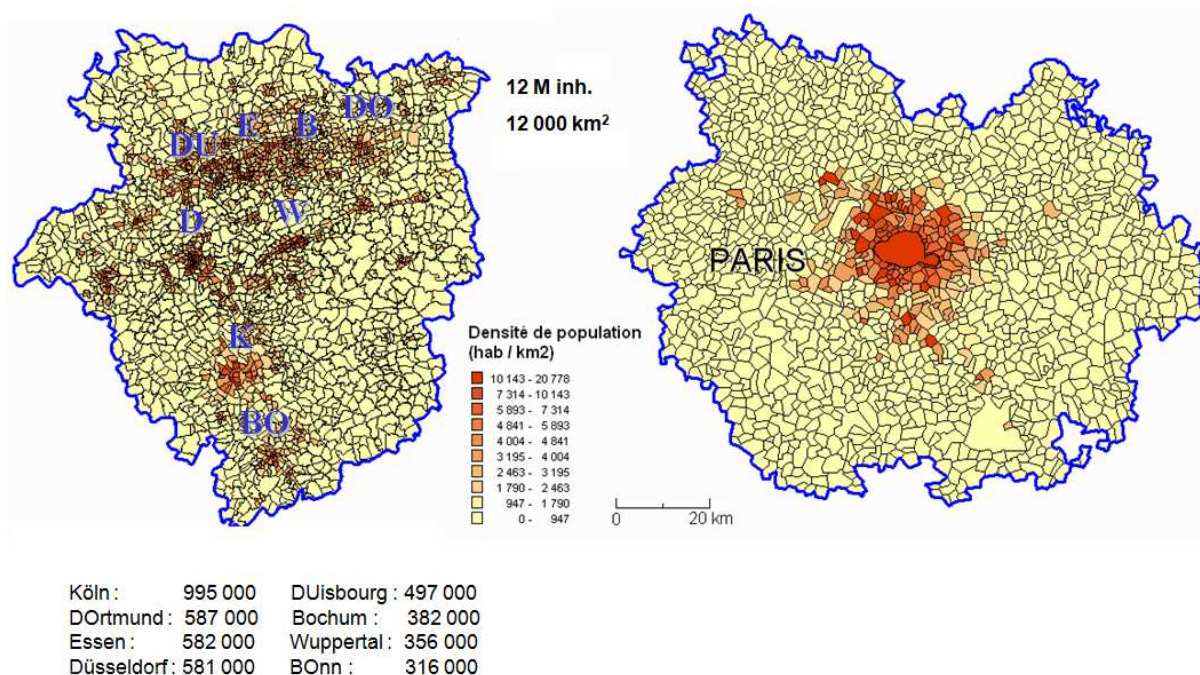 12 M inh.
12 000 km²
DU
E
B
DO
D
W
K
BO
PARIS
Densité de population
(hab / km2)
10 143 - 20 778
7 314 - 10 143
5 893 - 7 314
4 841 - 5 893
4 004 - 4 841
3 195 - 4 004
2 463 - 3 195
1 790 - 2 463
947 - 1 790
0 - 947
0 20 km
Köln : 995 000 DUisbourg : 497 000
DOrtmund : 587 000 Bochum : 382 000
Essen : 582 000 Wuppertal : 356 000
Düsseldorf : 581 000 BOnn : 316 000